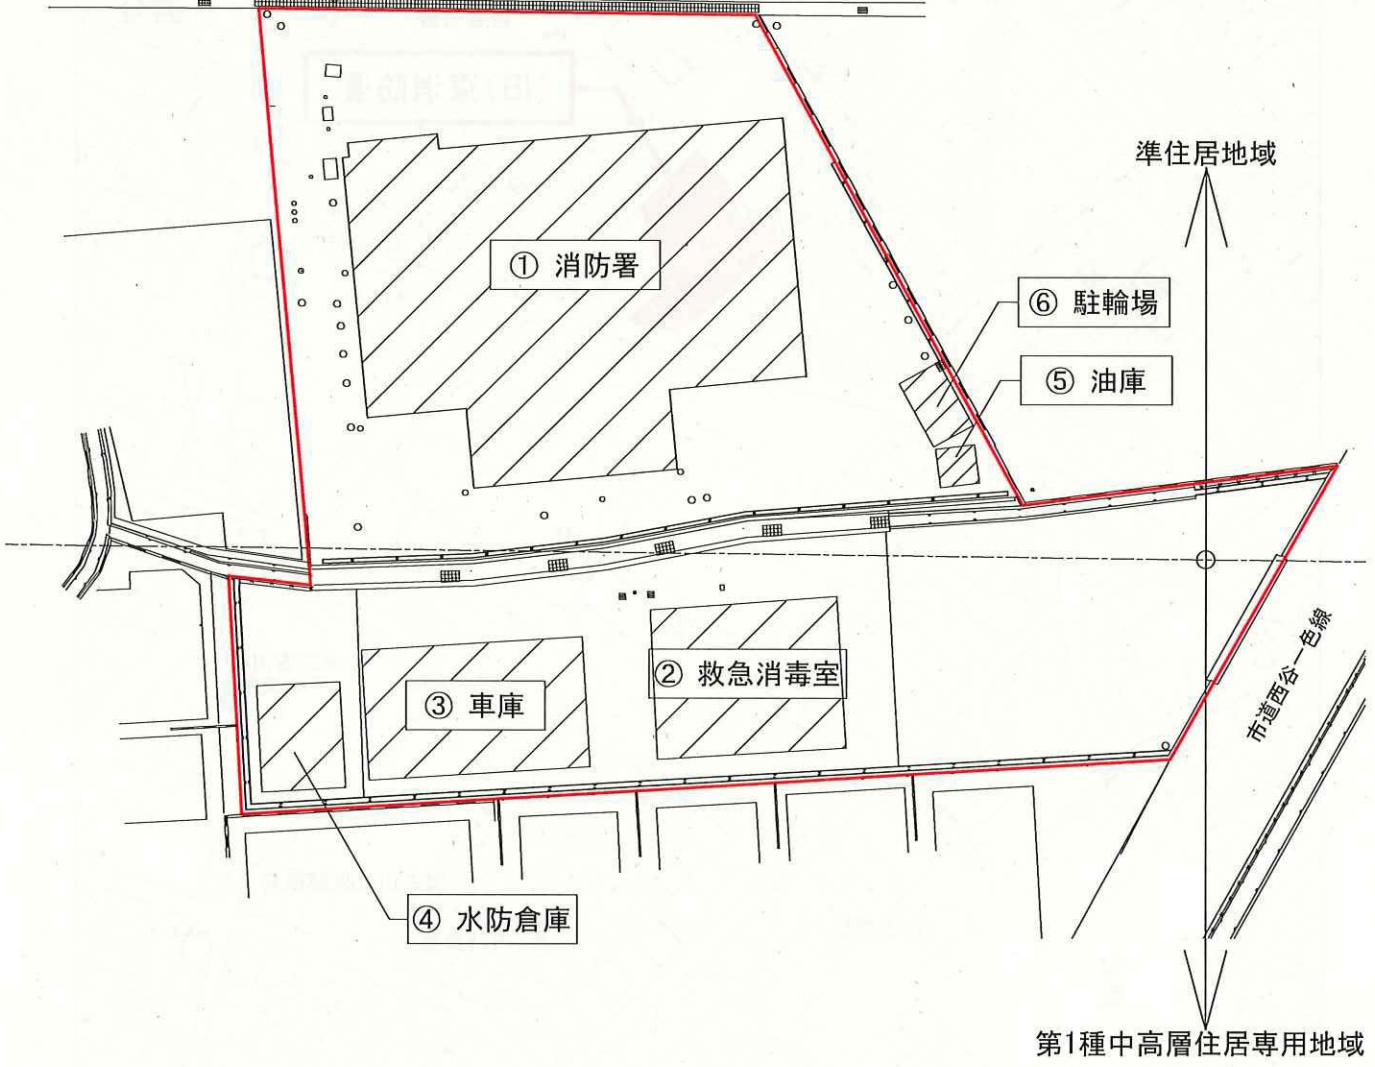 準住居地域
① 消防署
⑥ 駐輪場
⑤ 油庫
② 救急消毒室
③ 車庫
市道西谷一色線
④ 水防倉庫
第1種中高層住居専用地域